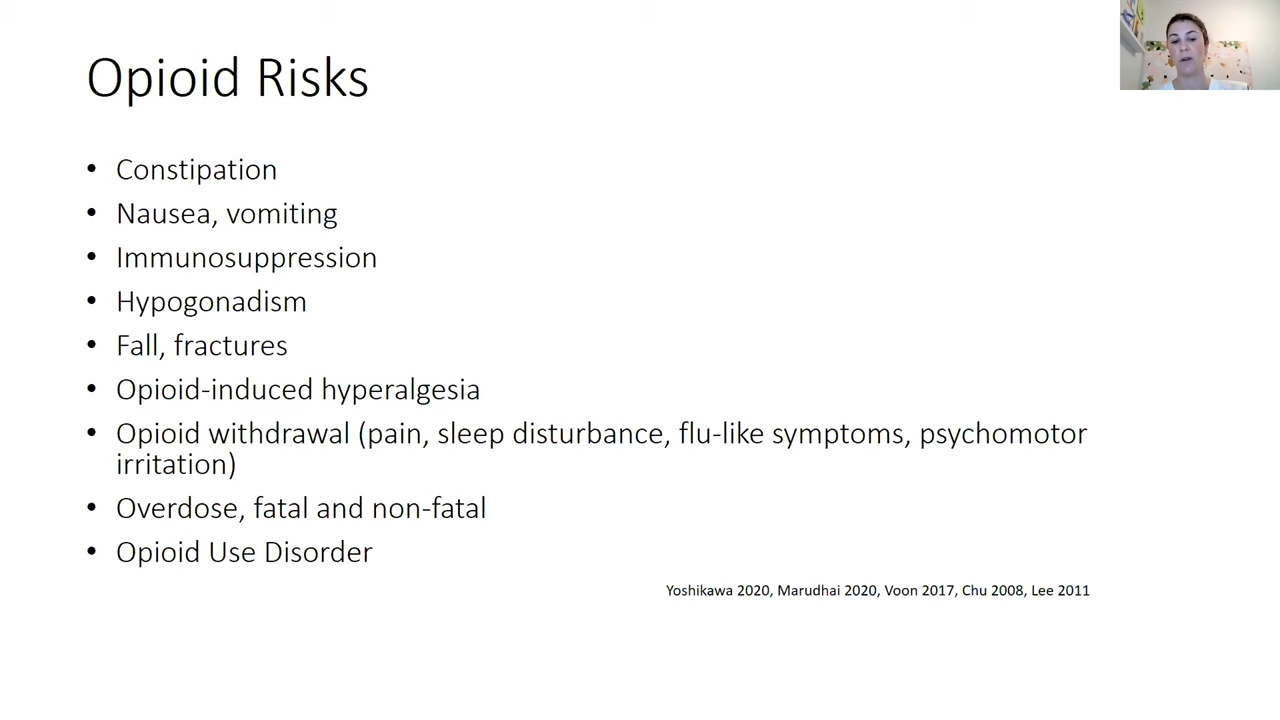 Opioid Risks
• Constipation
• Nausea, vomiting
• Immunosuppression
• Hypogonadism
• Fall, fractures
• Opioid-induced hyperalgesia
• Opioid withdrawal (pain, sleep disturbance, flu-like symptoms, psychomotor
irritation)
• Overdose, fatal and non-fatal
• Opioid Use Disorder
Yoshikawa 2020, Marudhai 2020, Voon 2017, Chu 2008, Lee 2011